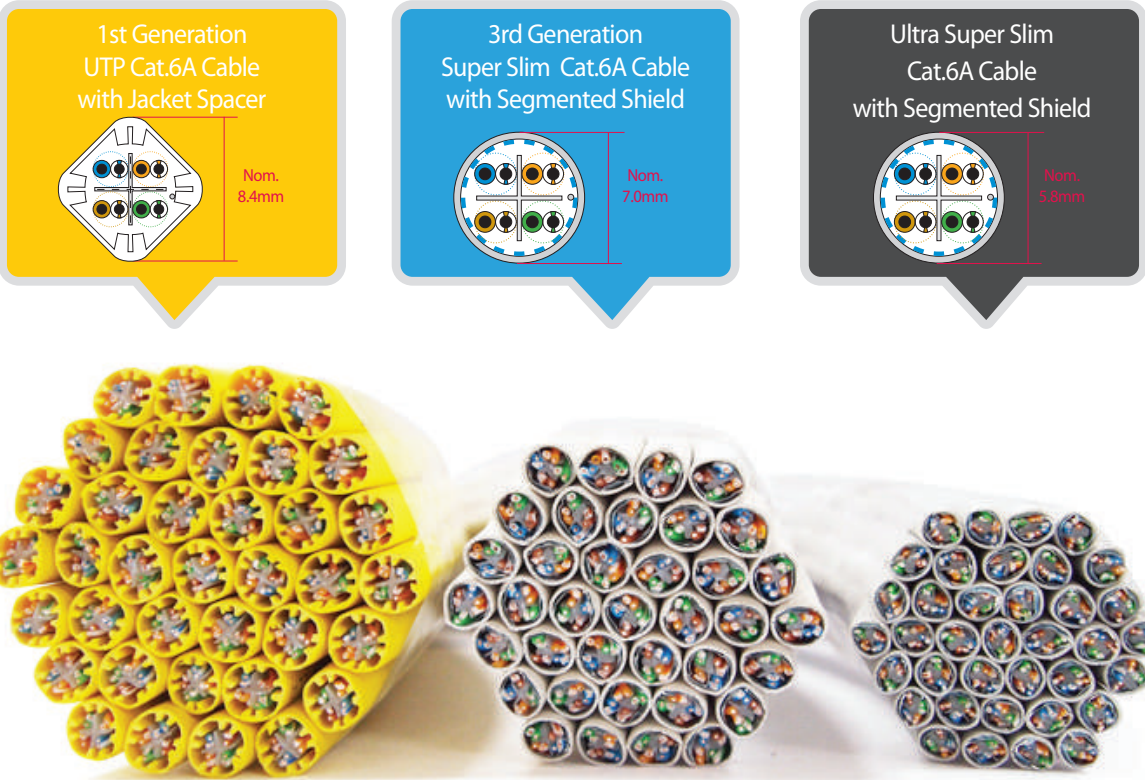 1st Generation
UTP Cat.6A Cable
with Jacket Spacer
Nom.
8.4mm
3rd Generation
Super Slim Cat.6A Cable
with Segmented Shield
Nom.
7.0mm
Ultra Super Slim
Cat.6A Cable
with Segmented Shield
Nom.
5.8mm